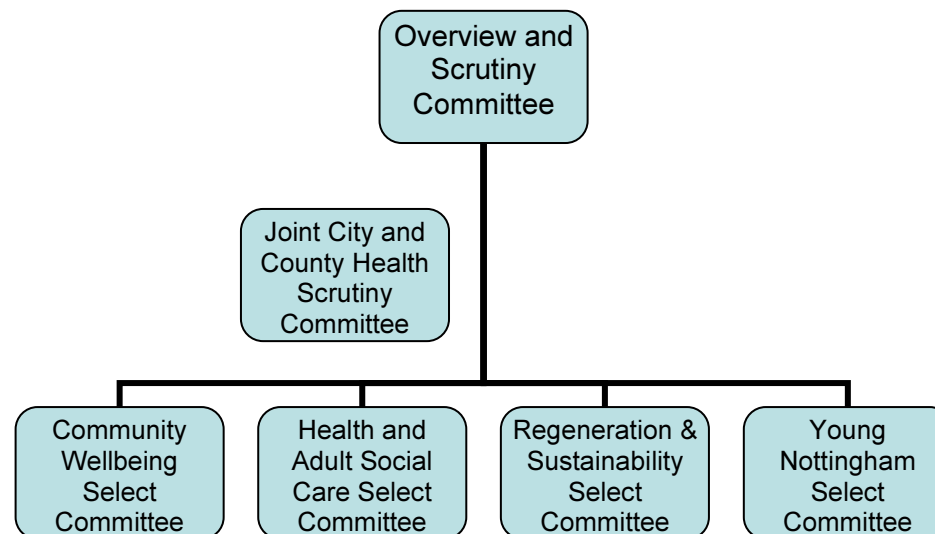 Overview and
Scrutiny
Committee
Joint City and
County Health
Scrutiny
Committee
Community
Wellbeing
Select
Committee
Health and
Adult Social
Care Select
Committee
Regeneration &
Sustainability
Select
Committee
Young
Nottingham
Select
Committee